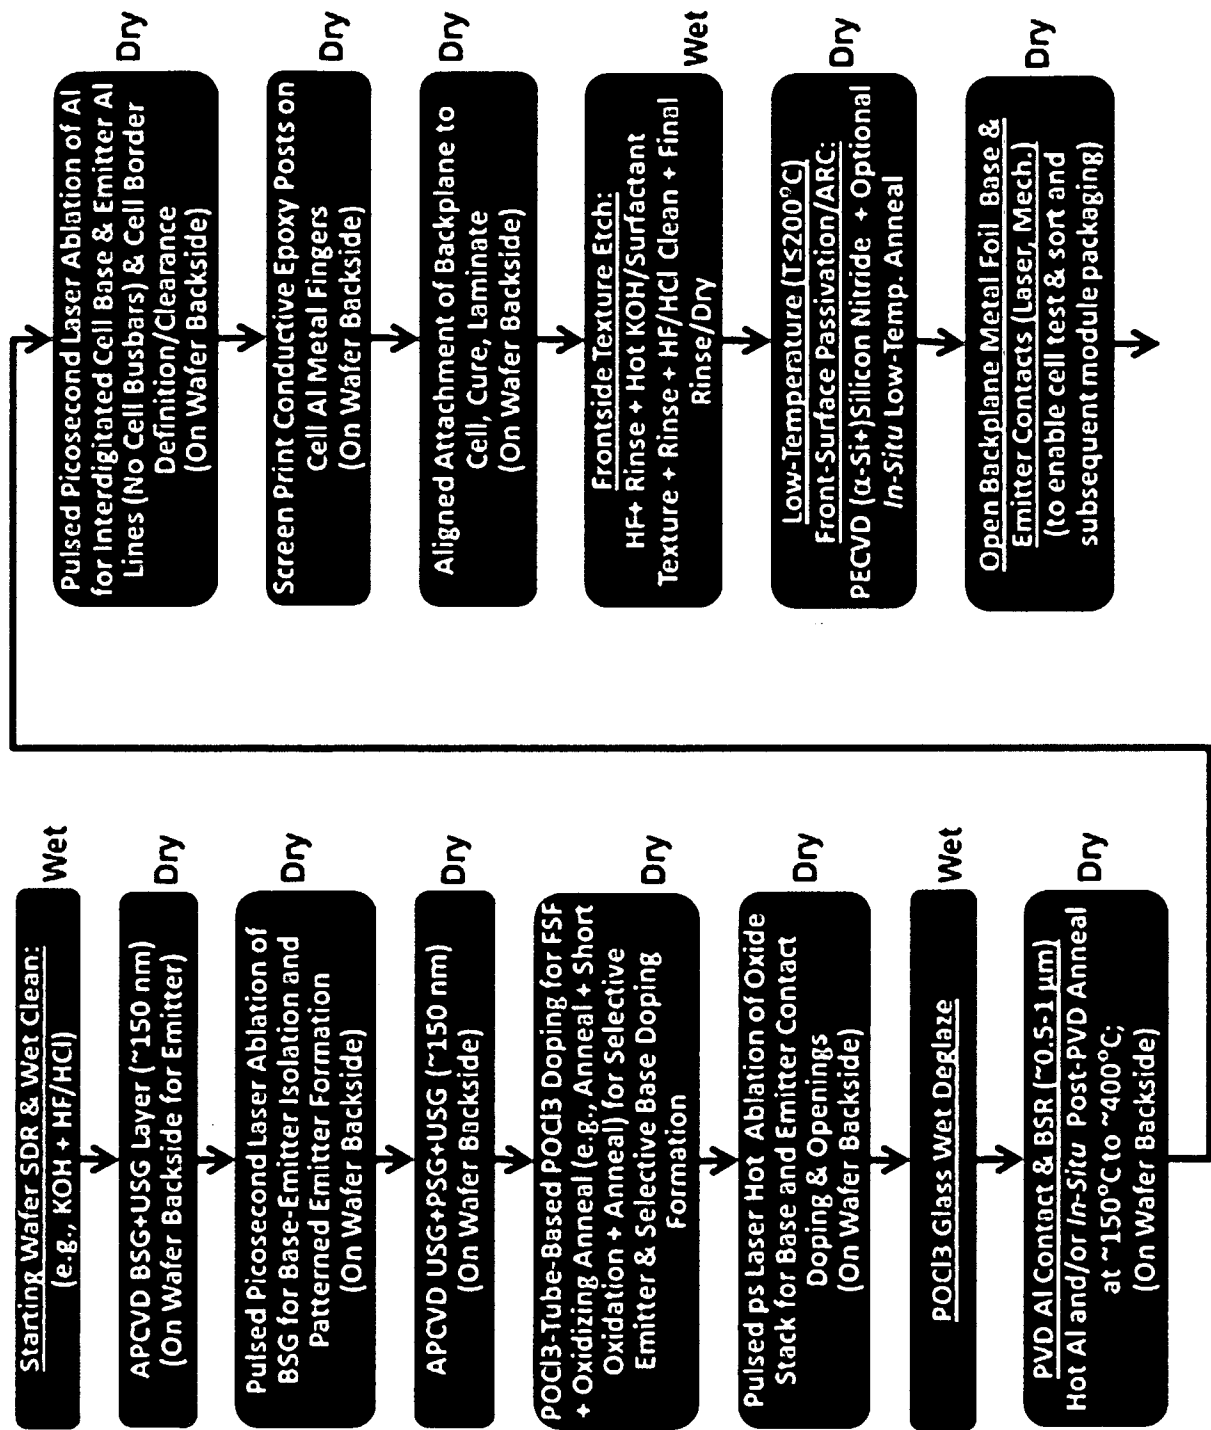 Starting Wafer SDR & Wet Clean:
(e.g., KOH + HF/HCl)
Wet
APCVD BSG+USG Layer (~150 nm)
(On Wafer Backside for Emitter)
Dry
Pulsed Picosecond Laser Ablation of
BSG for Base-Emitter Isolation and
Patterned Emitter Formation
(On Wafer Backside)
Dry
APCVD USG+PSG+USG (~150 nm)
(On Wafer Backside)
Dry
POCl3-Tube-Based POCl3 Doping for FSF
+ Oxidizing Anneal (e.g., Anneal + Short
Oxidation + Anneal) for Selective
Emitter & Selective Base Doping
Formation
Dry
Pulsed ps Laser Hot Ablation of Oxide
Stack for Base and Emitter Contact
Doping & Openings
(On Wafer Backside)
Dry
POCl3 Glass Wet Deglaze
Wet
PVD Al Contact & BSR (~0.5-1 µm)
Hot Al and/or In-Situ Post-PVD Anneal
at ~150°C to ~400°C;
(On Wafer Backside)
Dry
Pulsed Picosecond Laser Ablation of Al
for Interdigitated Cell Base & Emitter Al
Lines (No Cell Busbars) & Cell Border
Definition/Clearance
(On Wafer Backside)
Dry
Screen Print Conductive Epoxy Posts on
Cell Al Metal Fingers
(On Wafer Backside)
Dry
Aligned Attachment of Backplane to
Cell, Cure, Laminate
(On Wafer Backside)
Dry
Frontside Texture Etch:
HF+ Rinse + Hot KOH/Surfactant
Texture + Rinse + HF/HCl Clean + Final
Rinse/Dry
Wet
Low-Temperature (T≤200°C)
Front-Surface Passivation/ARC:
PECVD (α-Si+)Silicon Nitride + Optional
In-Situ Low-Temp. Anneal
Dry
Open Backplane Metal Foil Base &
Emitter Contacts (Laser, Mech.)
(to enable cell test & sort and
subsequent module packaging)
Dry